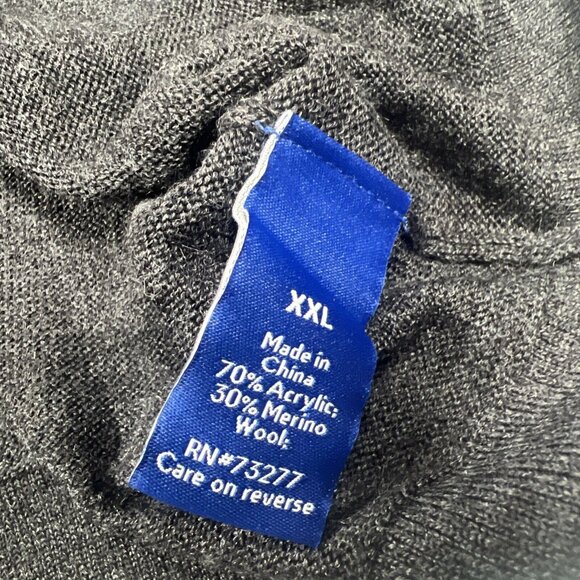 XXL
Made in
China
70% Acrylic;
30% Merino
Wool;
RN#73277
Care on reverse